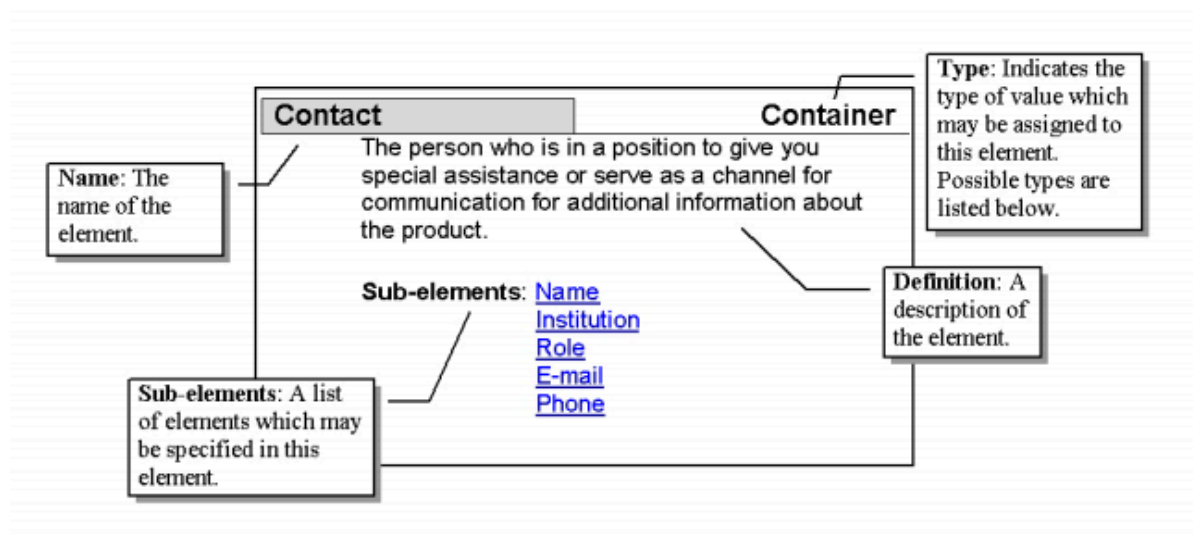 Contact
Container
The person who is in a position to give you
special assistance or serve as a channel for
communication for additional information about
the product.
Sub-elements: Name
Institution
Role
E-mail
Phone
Type: Indicates the
type of value which
may be assigned to
this element.
Possible types are
listed below.
Name: The
name of the
element.
Definition: A
description of
the element.
Sub-elements: A list
of elements which may
be specified in this
element.